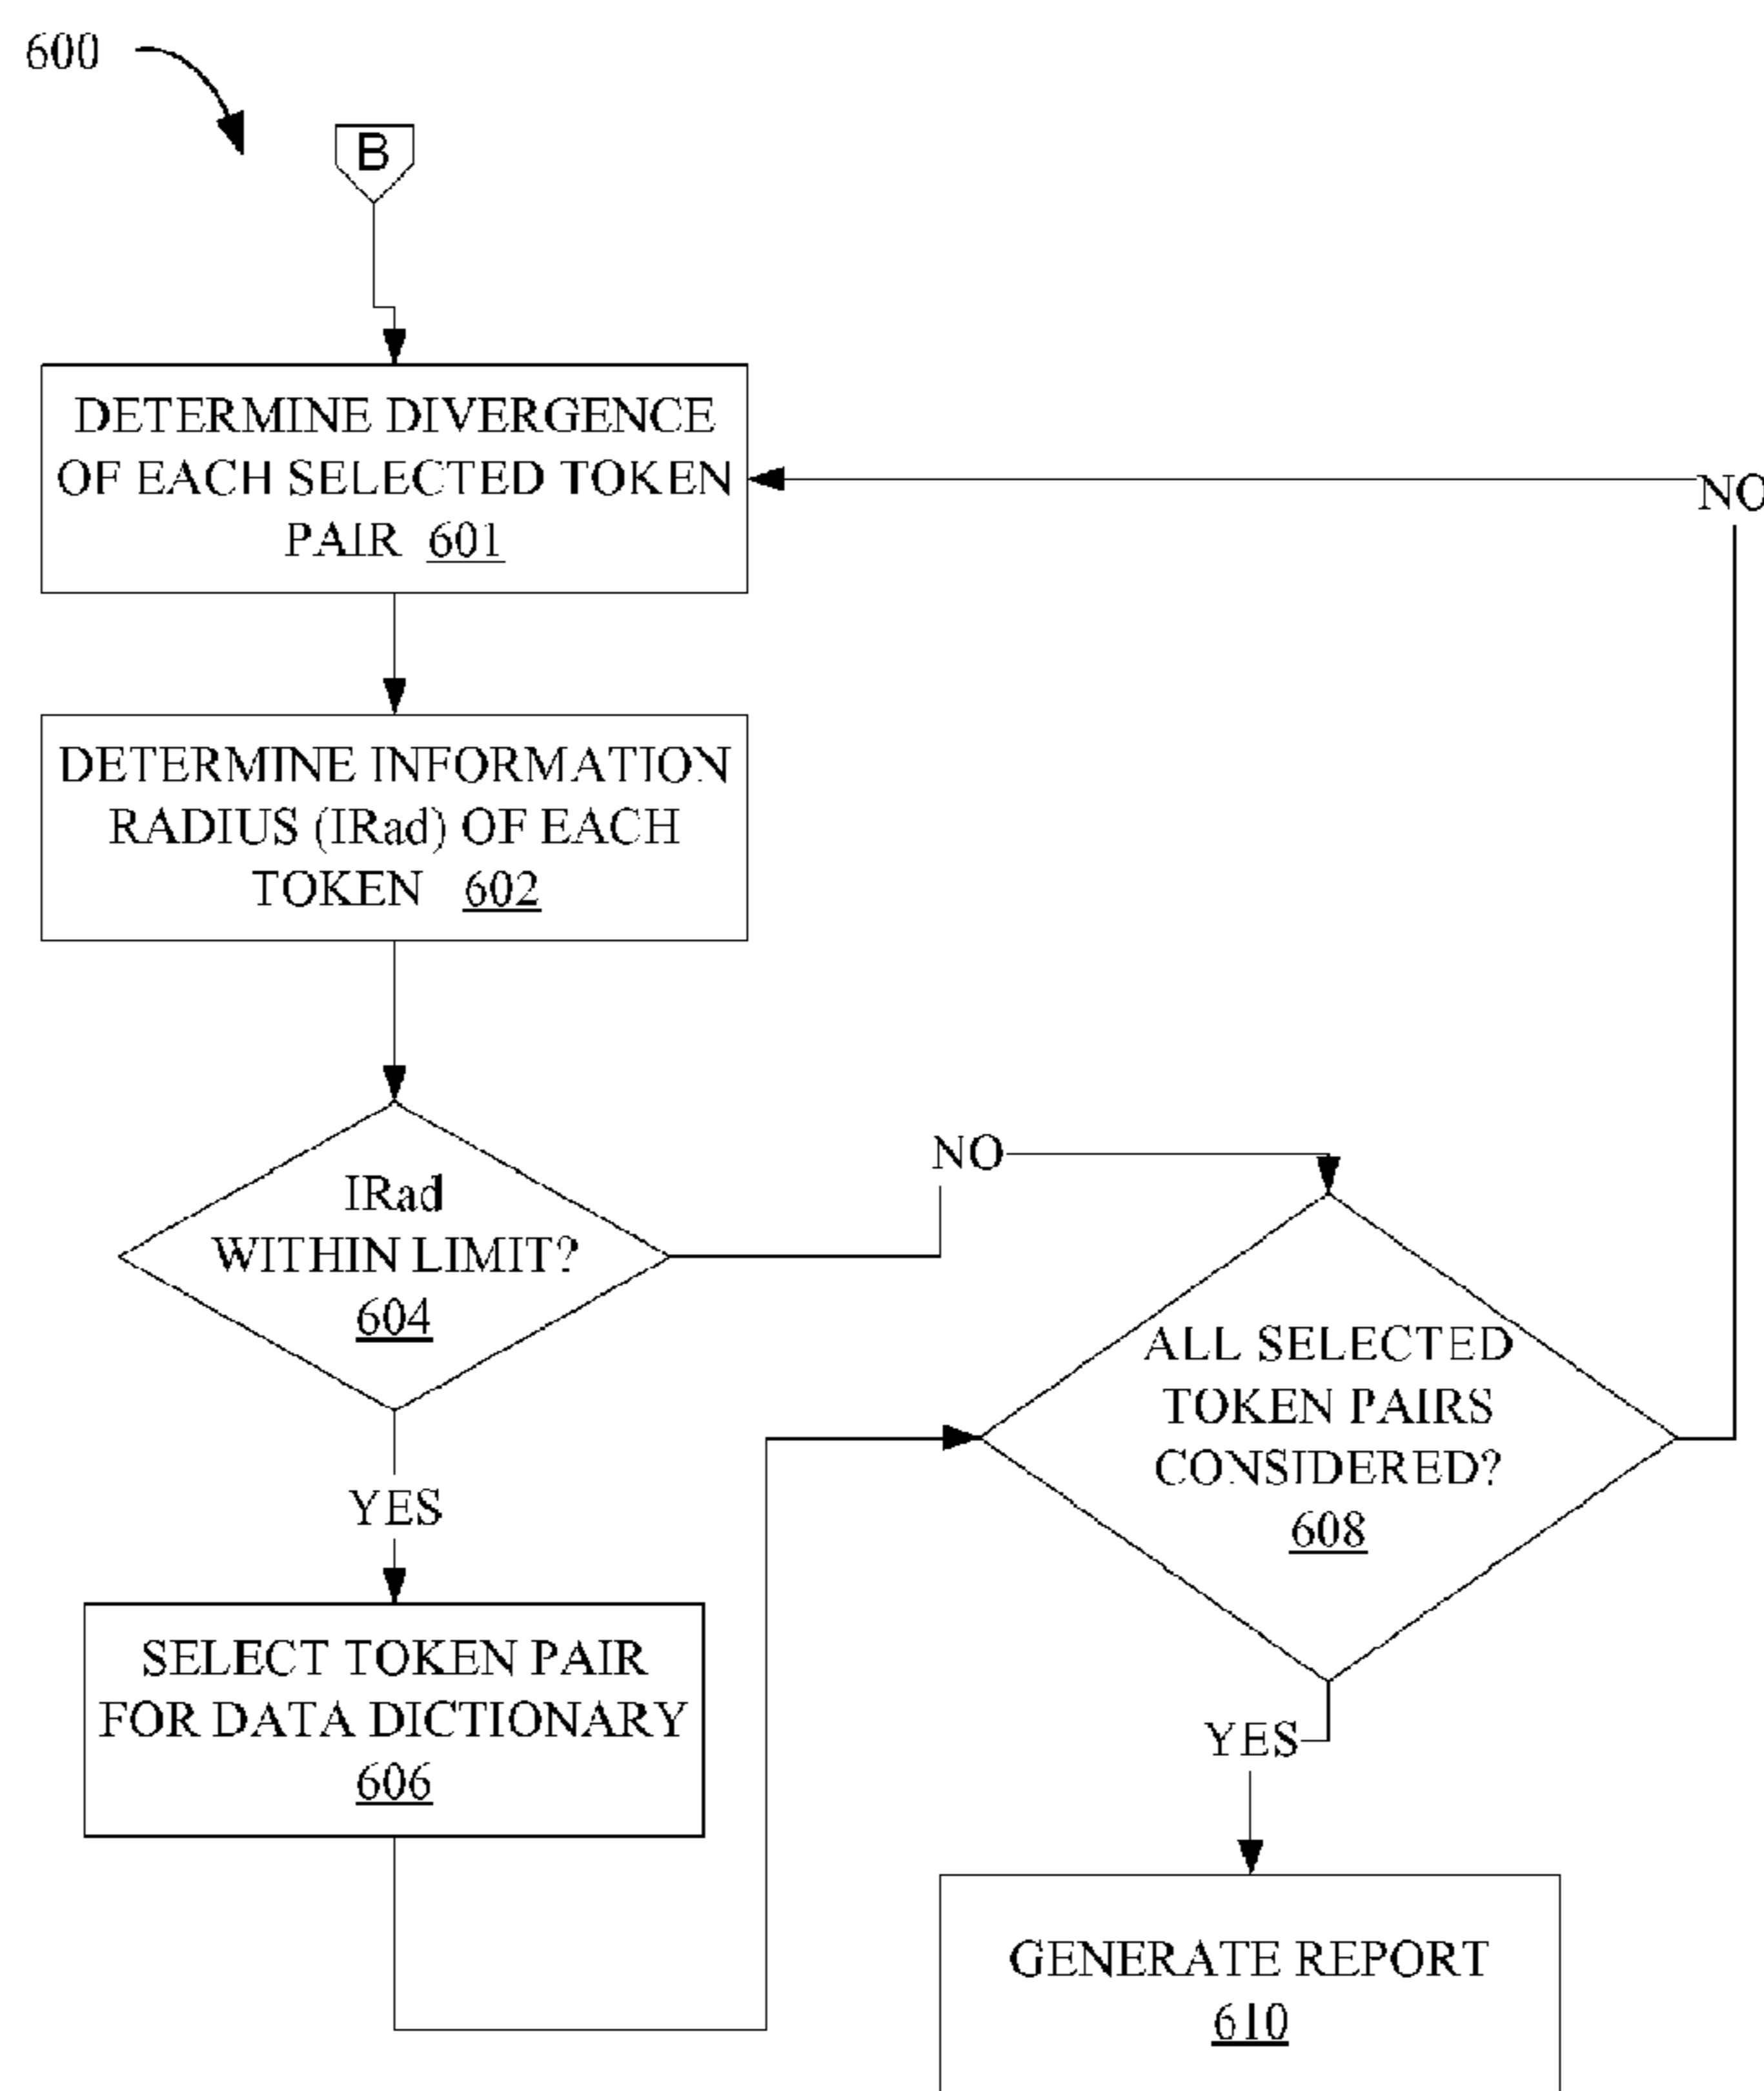 600
B
DETERMINE DIVERGENCE
OF EACH SELECTED TOKEN
PAIR 601
NO
DETERMINE INFORMATION
RADIUS (IRad) OF EACH
TOKEN 602
IRad
WITHIN LIMIT?
604
NO
YES
ALL SELECTED
TOKEN PAIRS
CONSIDERED?
608
SELECT TOKEN PAIR
FOR DATA DICTIONARY
606
YES
GENERATE REPORT
610